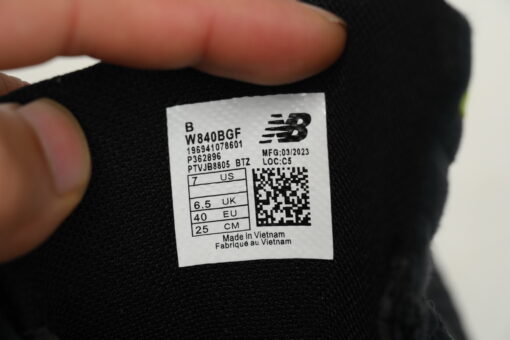 B
W840BGF
196941078601
P362896
PTVJB8805 BTZ
NB
MFG:03/2023
LOC:C5
7 US
6.5 UK
40 EU
25 CM
Made in Vietnam
Fabriqué au Vietnam